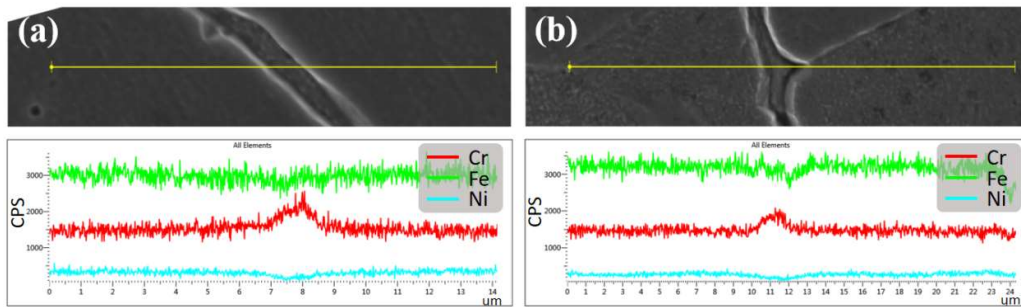 (a)
(b)
All Elements
CPS
3000
2000
1000
Cr
Fe
Ni
0 1 2 3 4 5 6 7 8 9 10 11 12 13 14
um
All Elements
CPS
3000
2000
1000
Cr
Fe
Ni
0 1 2 3 4 5 6 7 8 9 10 11 12 13 14 15 16 17 18 19 20 21 22 23 24
um